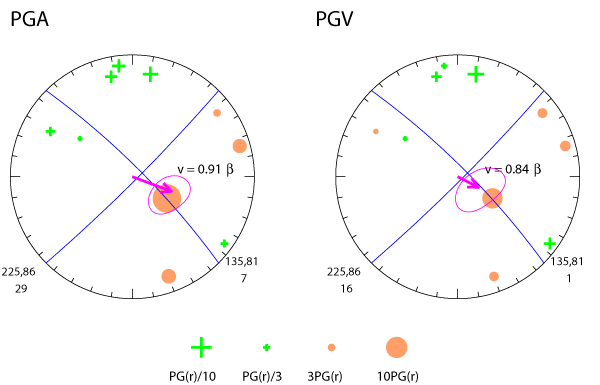 PGA
PGV
v = 0.91 β
v = 0.84 β
225,86
29
135,81
7
225,86
16
135,81
1
PG(r)/10
PG(r)/3
3PG(r)
10PG(r)